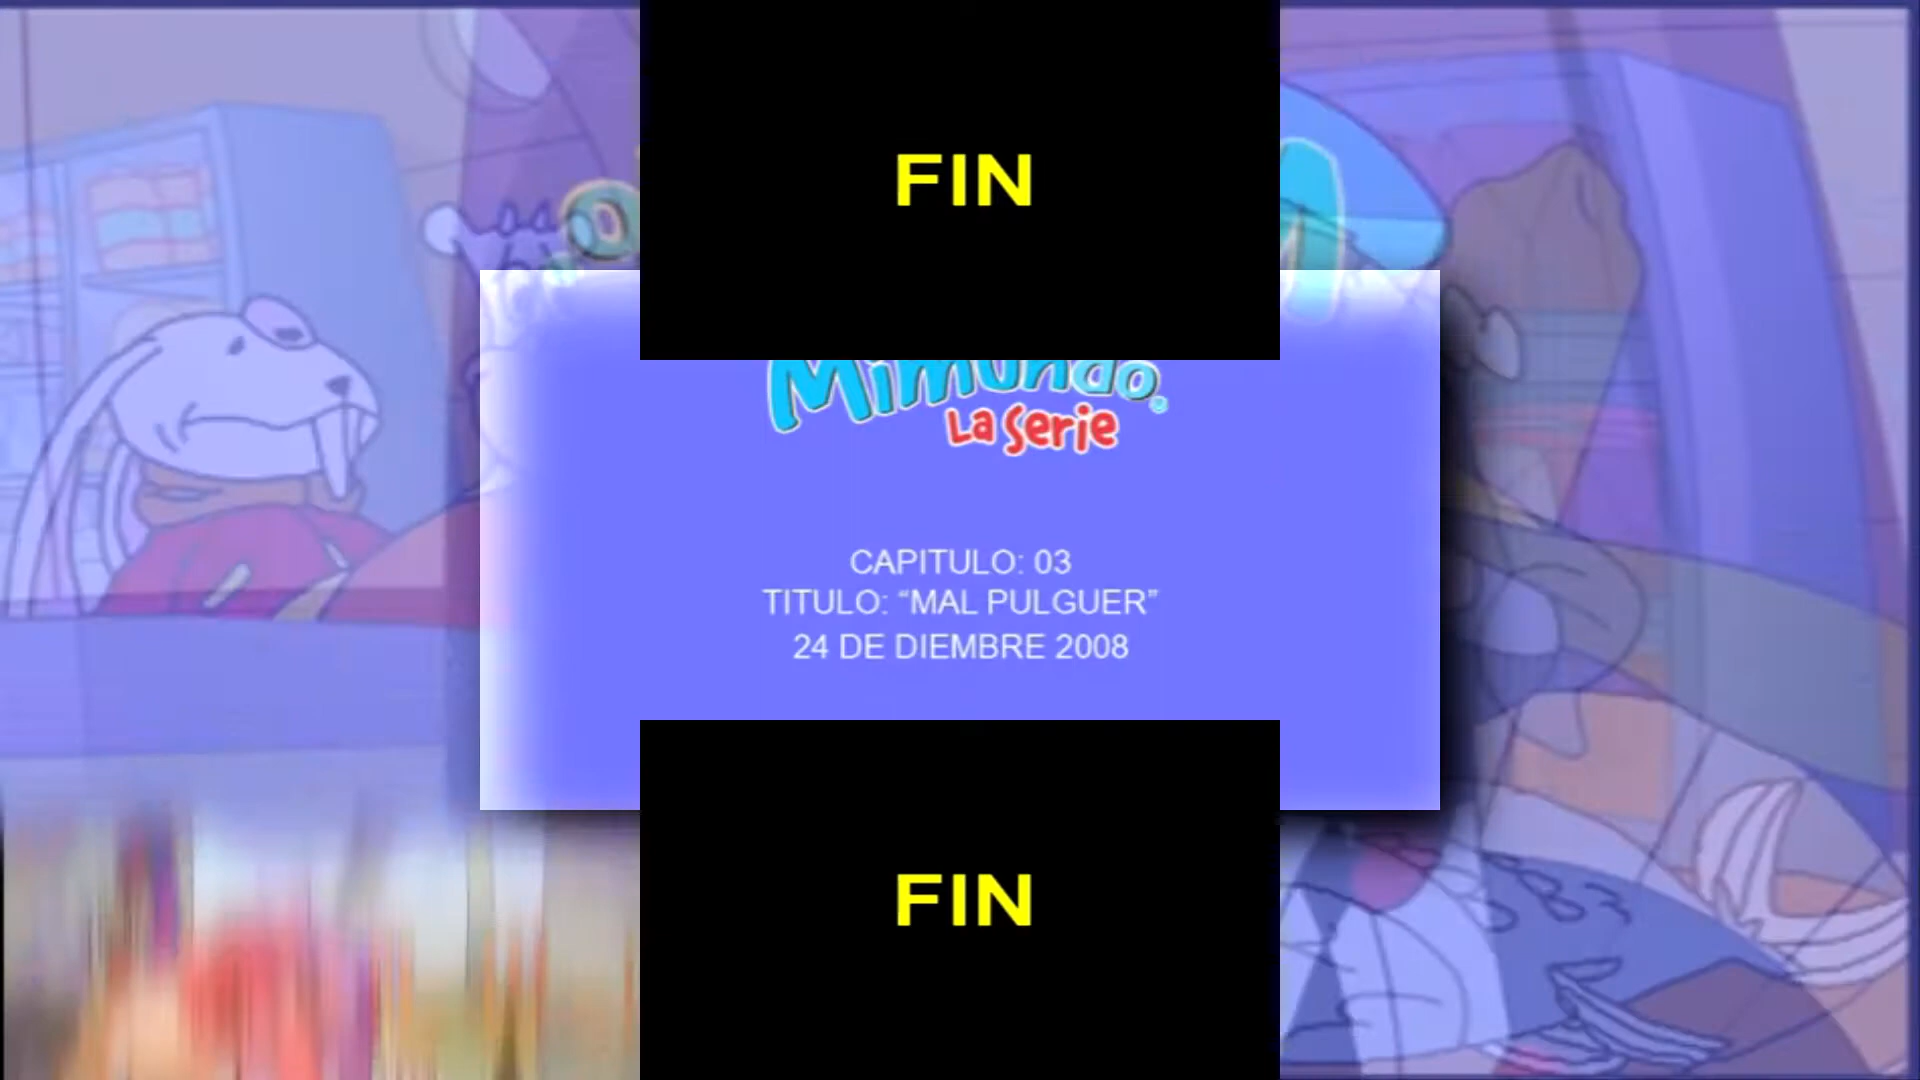 FIN
Mimundo
La Serie
CAPITULO: 03
TITULO: “MAL PULGUER”
24 DE DIEMBRE 2008
FIN